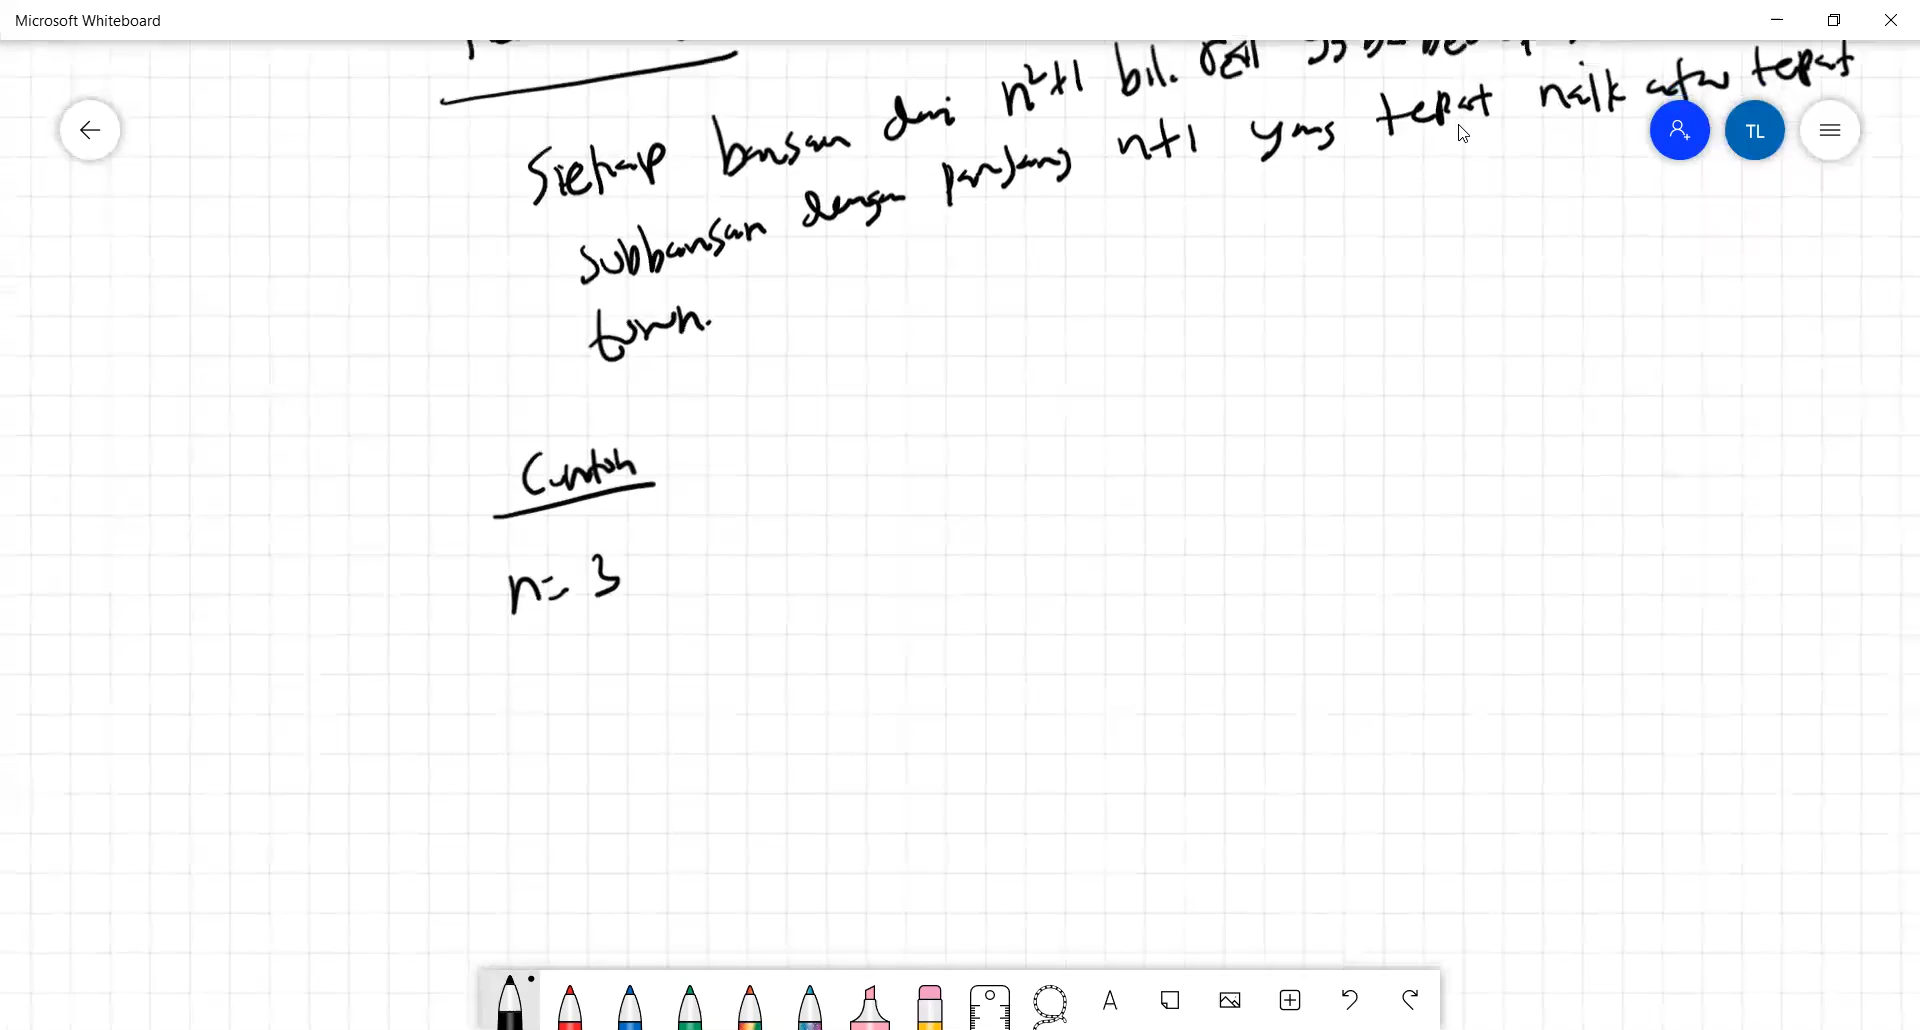 Microsoft Whiteboard
Setiap barisan dari n²+1 bil. real yg
subbarisan dengan panjang n+1 yang tepat naik atau tepat
turun.
TL
Contoh
n = 3